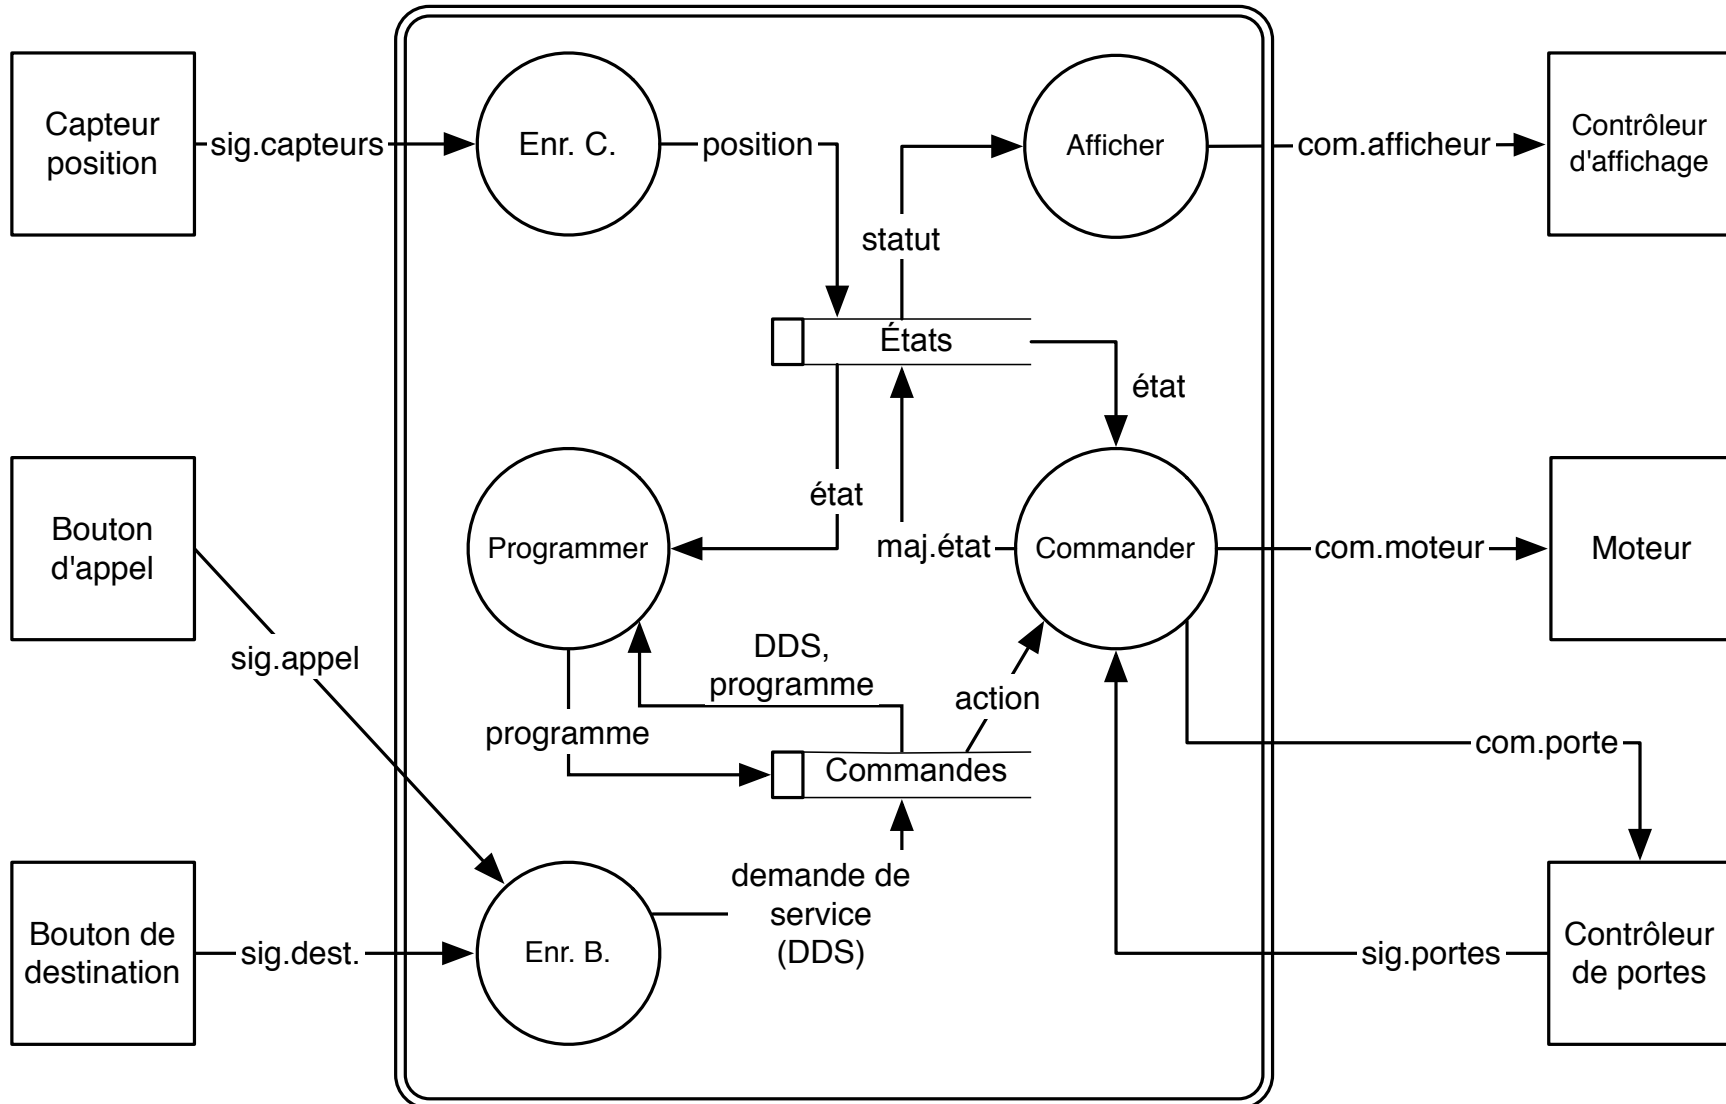 Capteur
position
sig.capteurs
Enr. C.
position
Afficher
com.afficheur
Contrôleur
d'affichage
statut
États
état
état
Bouton
d'appel
Programmer
maj.état
Commander
com.moteur
Moteur
sig.appel
DDS,
programme
action
programme
com.porte
Commandes
demande de
service
(DDS)
Bouton de
destination
sig.dest.
Enr. B.
sig.portes
Contrôleur
de portes